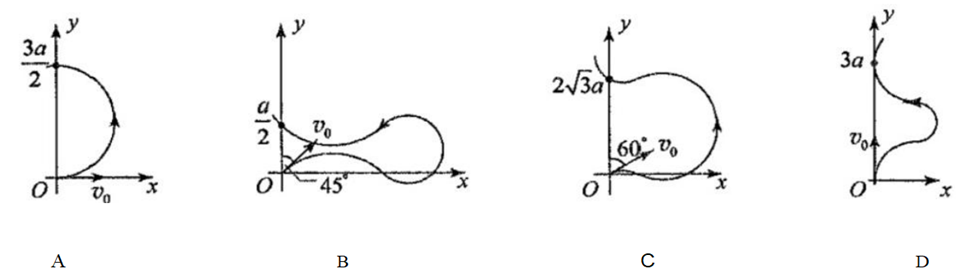 y
3a/2
O
v₀
x
A
y
a/2
v₀
O
45°
x
B
y
2√3a
60°
v₀
O
x
C
y
3a
v₀
O
x
D